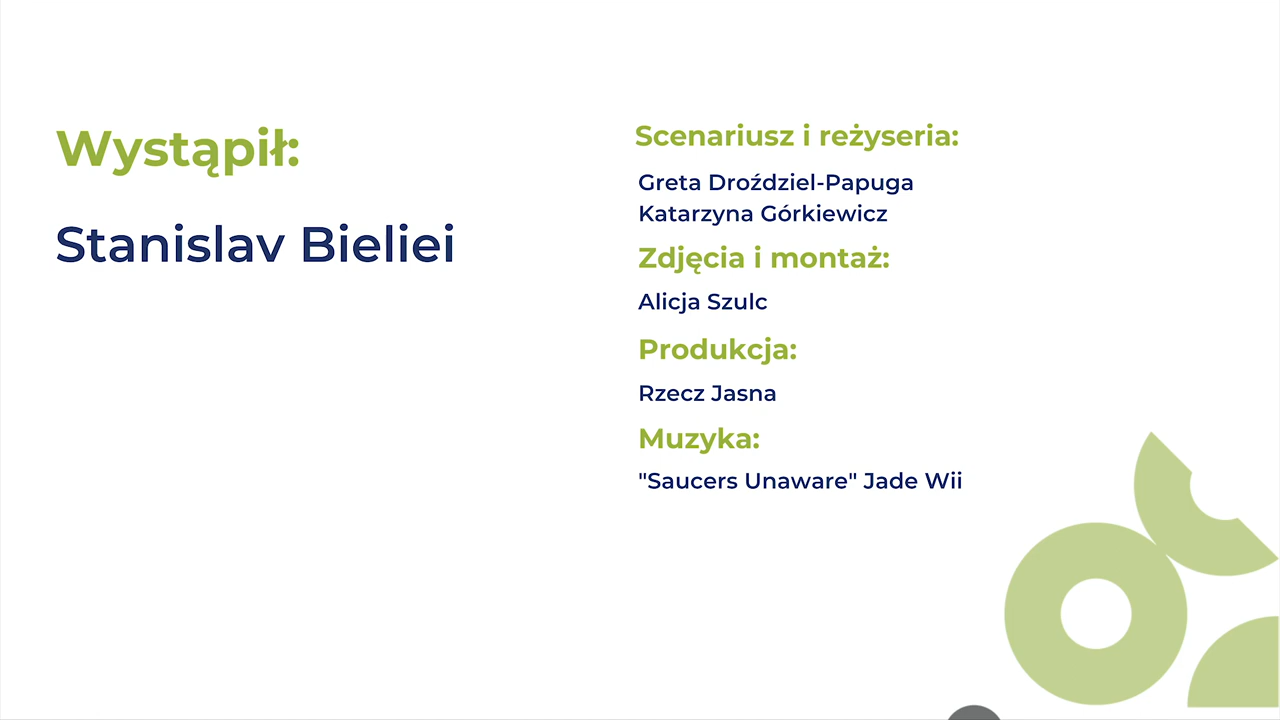 Wystąpił:
Stanislav Bieliei
Scenariusz i reżyseria:
Greta Droździel-Papuga
Katarzyna Górkiewicz
Zdjęcia i montaż:
Alicja Szulc
Produkcja:
Rzecz Jasna
Muzyka:
"Saucers Unaware" Jade Wii